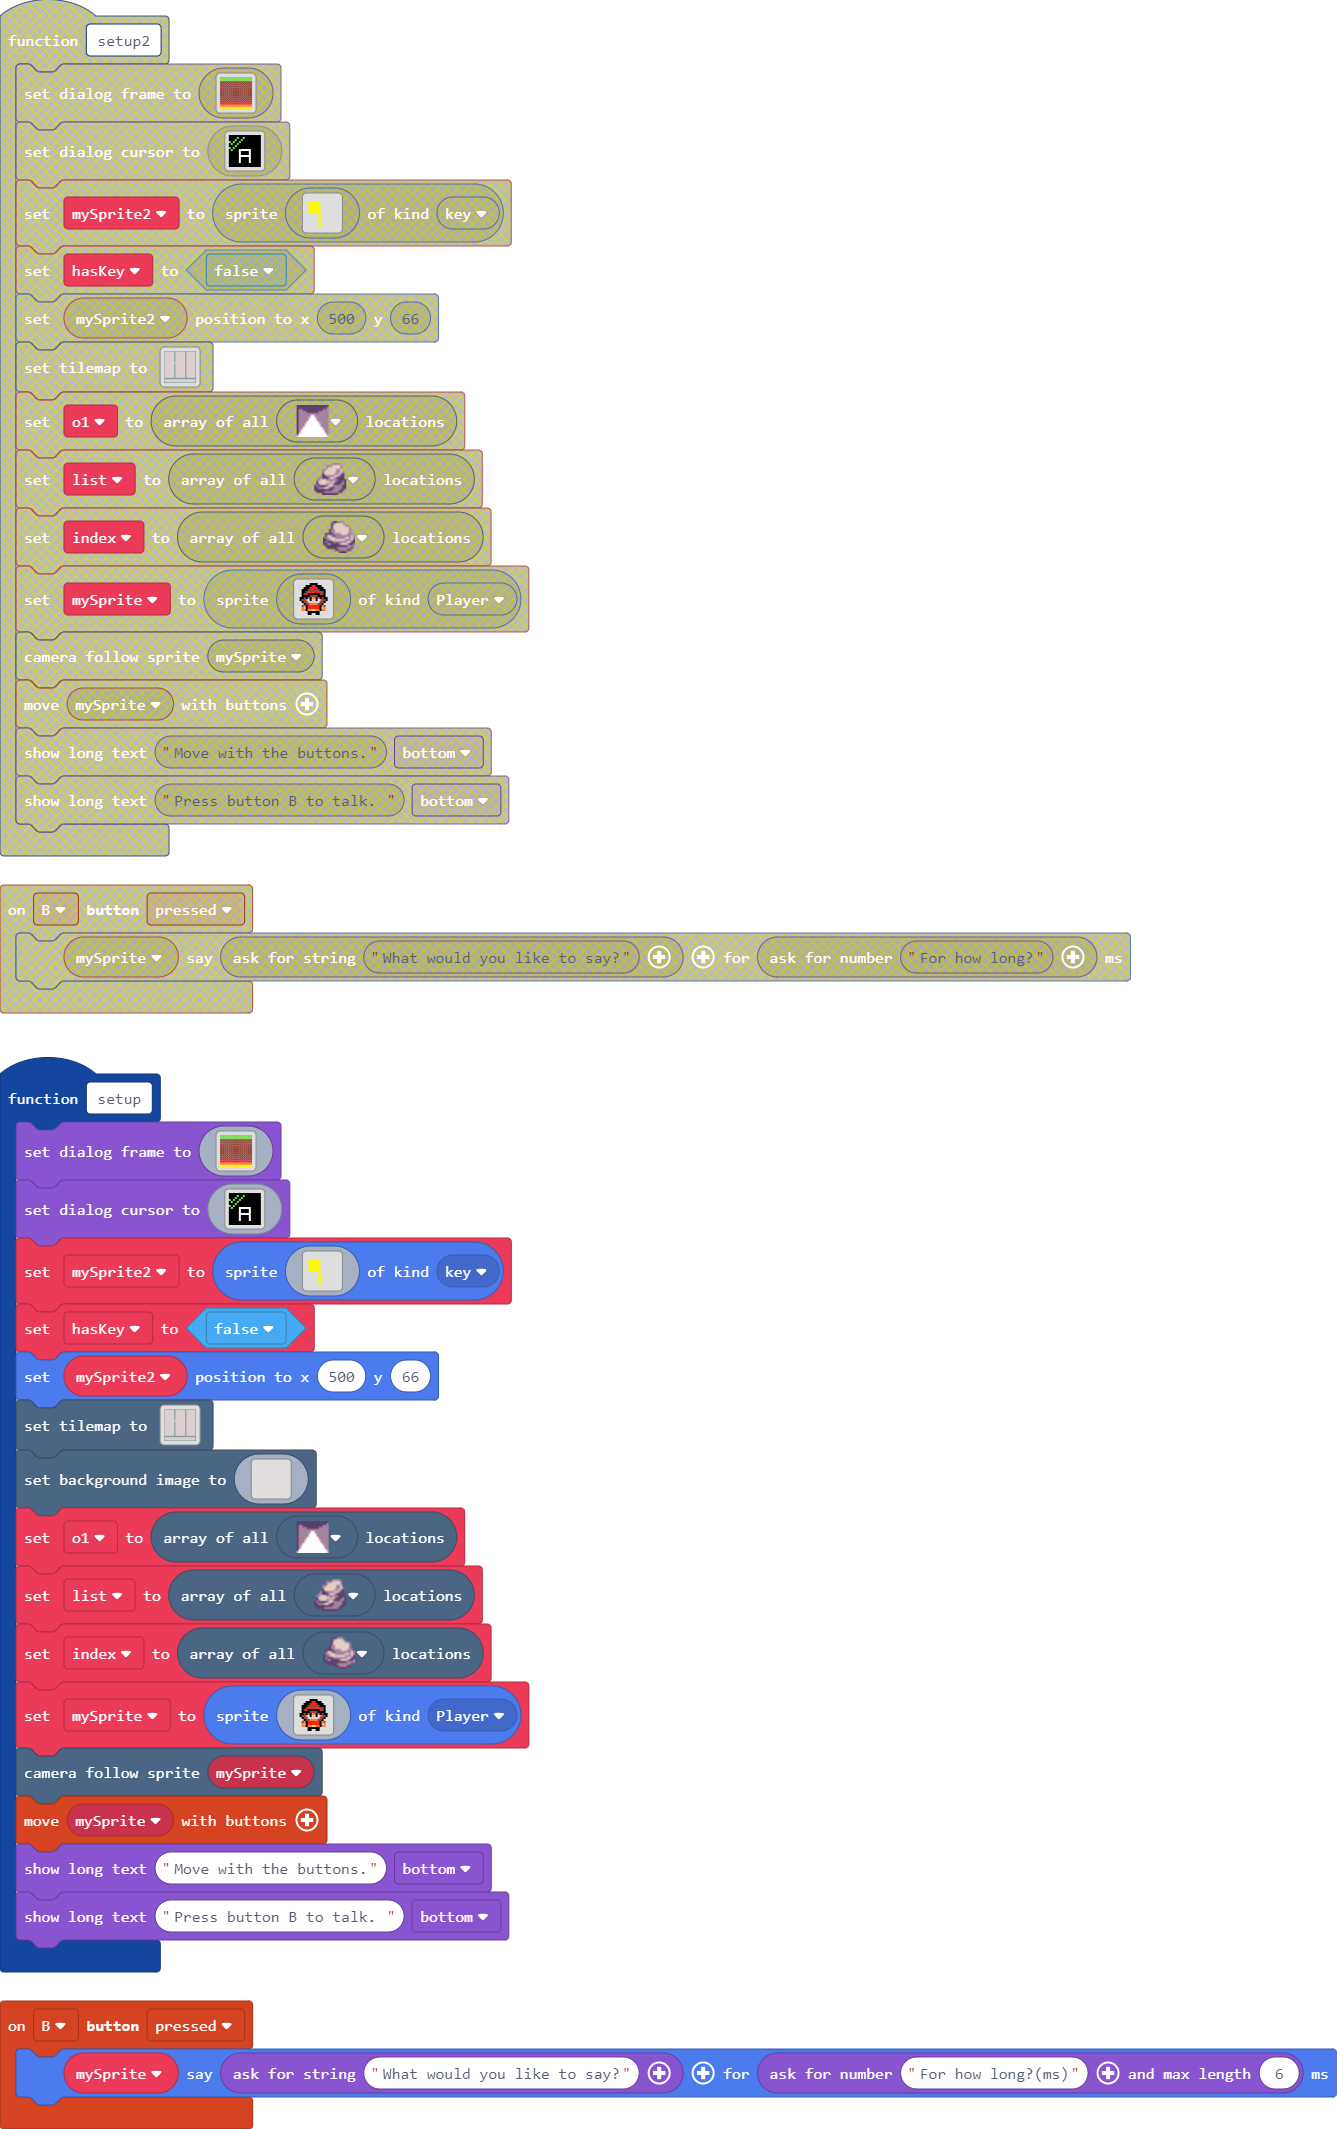 function setup2
set dialog frame to
set dialog cursor to A
set mySprite2 to sprite of kind key
set hasKey to false
set mySprite2 position to x 500 y 66
set tilemap to
set o1 to array of all locations
set list to array of all locations
set index to array of all locations
set mySprite to sprite of kind Player
camera follow sprite mySprite
move mySprite with buttons
show long text "Move with the buttons." bottom
show long text "Press button B to talk. " bottom
on B button pressed
mySprite say ask for string "What would you like to say?" for ask for number "For how long?" ms
function setup
set dialog frame to
set dialog cursor to A
set mySprite2 to sprite of kind key
set hasKey to false
set mySprite2 position to x 500 y 66
set tilemap to
set background image to
set o1 to array of all locations
set list to array of all locations
set index to array of all locations
set mySprite to sprite of kind Player
camera follow sprite mySprite
move mySprite with buttons
show long text "Move with the buttons." bottom
show long text "Press button B to talk. " bottom
on B button pressed
mySprite say ask for string "What would you like to say?" for ask for number "For how long?(ms)" and max length 6 ms